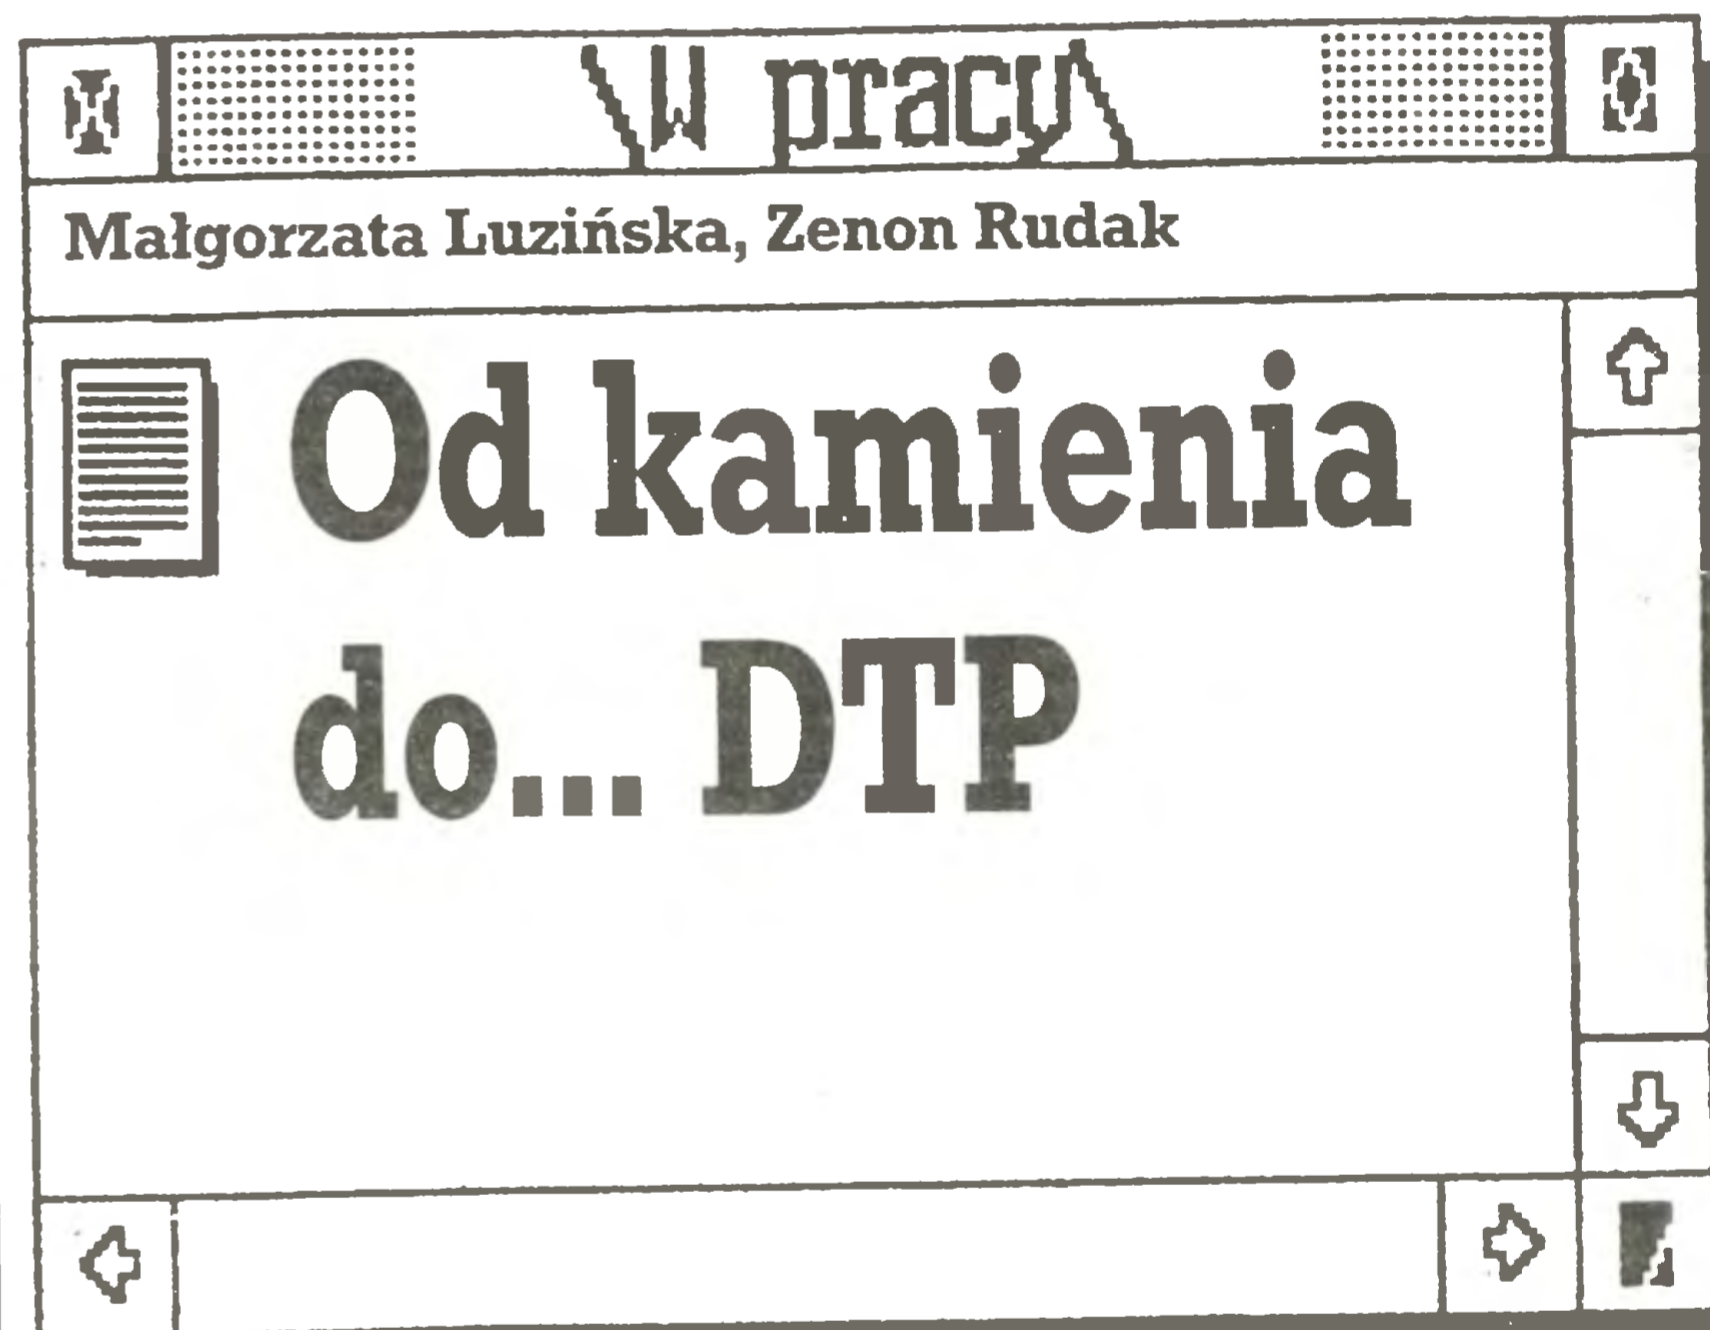 \W pracy\
Małgorzata Luzińska, Zenon Rudak
Od kamienia
do... DTP